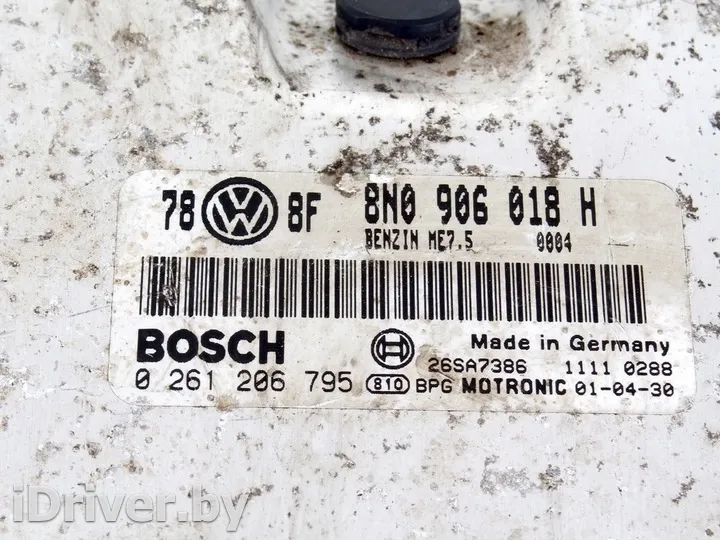 78 VW 8F 8N0 906 018 H
BENZIN ME7.5 0004
BOSCH
Made in Germany
26SA7386 1111 0288
0 261 206 795 810 BPG MOTRONIC 01-04-30
iDriver.by